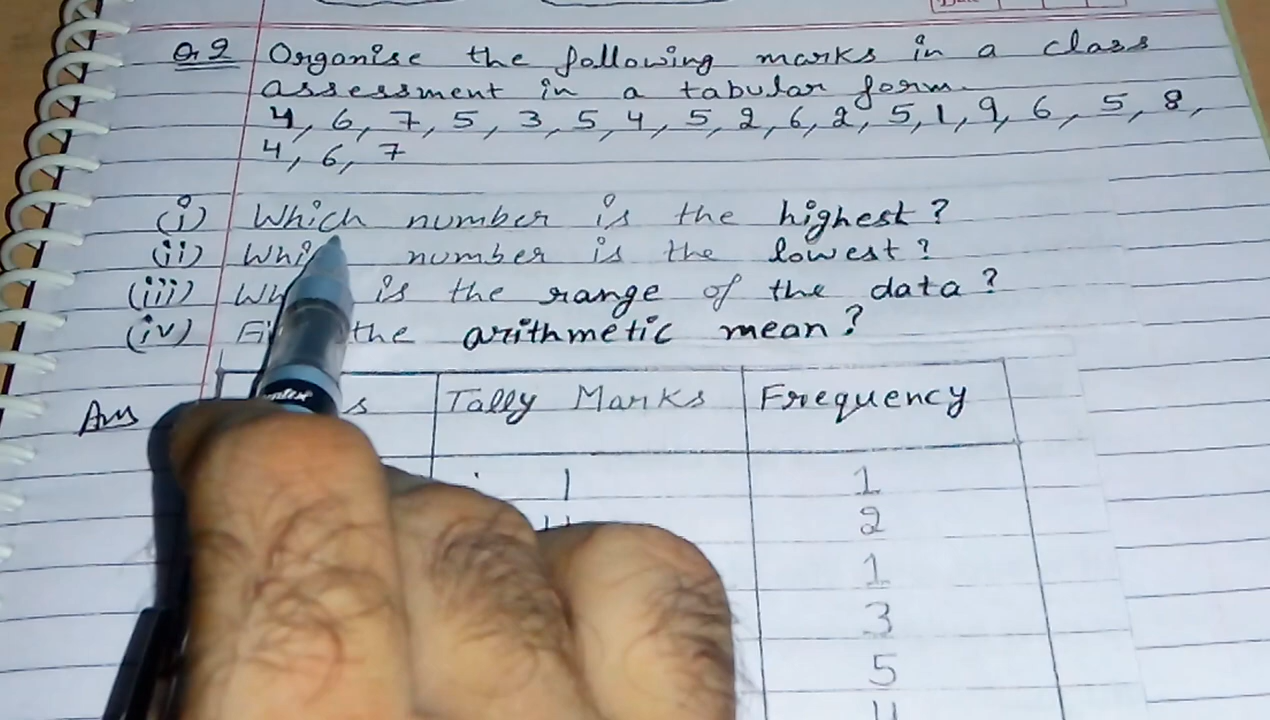 Q.2 Organise the following marks in a class
assessment in a tabular form.
4, 6, 7, 5, 3, 5, 4, 5, 2, 6, 2, 5, 1, 9, 6, 5, 8,
4, 6, 7
(i) Which number is the highest?
(ii) number is the lowest?
(iii) is the range of the data?
(iv) the arithmetic mean?
Ans Tally Marks Frequency
| 1
|| 2
1
3
5